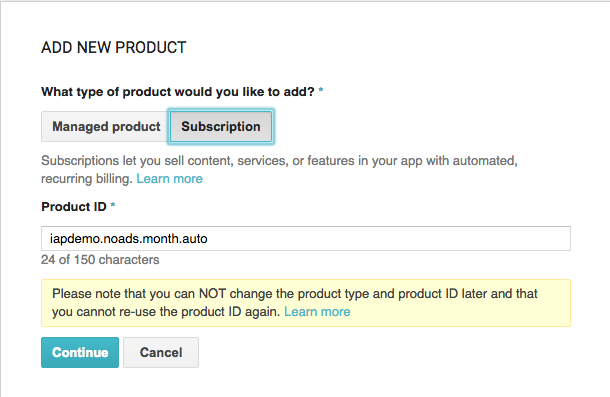 ADD NEW PRODUCT
What type of product would you like to add? *
Managed product Subscription
Subscriptions let you sell content, services, or features in your app with automated,
recurring billing. Learn more
Product ID *
iapdemo.noads.month.auto
24 of 150 characters
Please note that you can NOT change the product type and product ID later and that
you cannot re-use the product ID again. Learn more
Continue Cancel